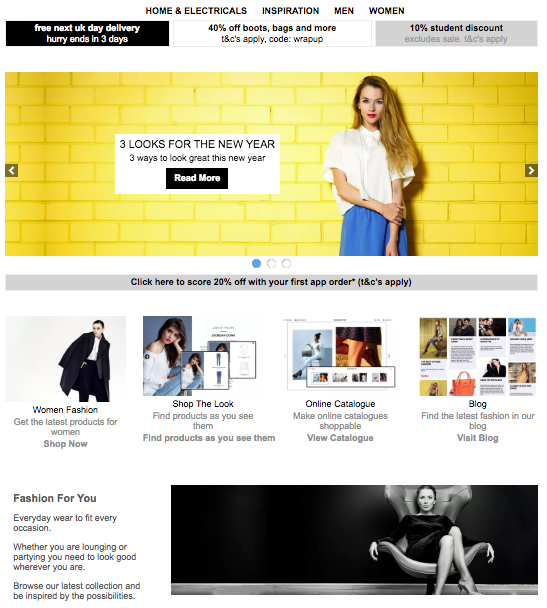 HOME & ELECTRICALS INSPIRATION MEN WOMEN
free next uk day delivery
hurry ends in 3 days
40% off boots, bags and more
t&c's apply, code: wrapup
10% student discount
excludes sale. t&c's apply
3 LOOKS FOR THE NEW YEAR
3 ways to look great this new year
Read More
Click here to score 20% off with your first app order* (t&c's apply)
Women Fashion
Get the latest products for
women
Shop Now
Shop The Look
Find products as you see
them
Find products as you see them
Online Catalogue
Make online catalogues
shoppable
View Catalogue
Blog
Find the latest fashion in our
blog
Visit Blog
Fashion For You
Everyday wear to fit every
occasion.
Whether you are lounging or
partying you need to look good
wherever you are.
Browse our latest collection and
be inspired by the possibilities.